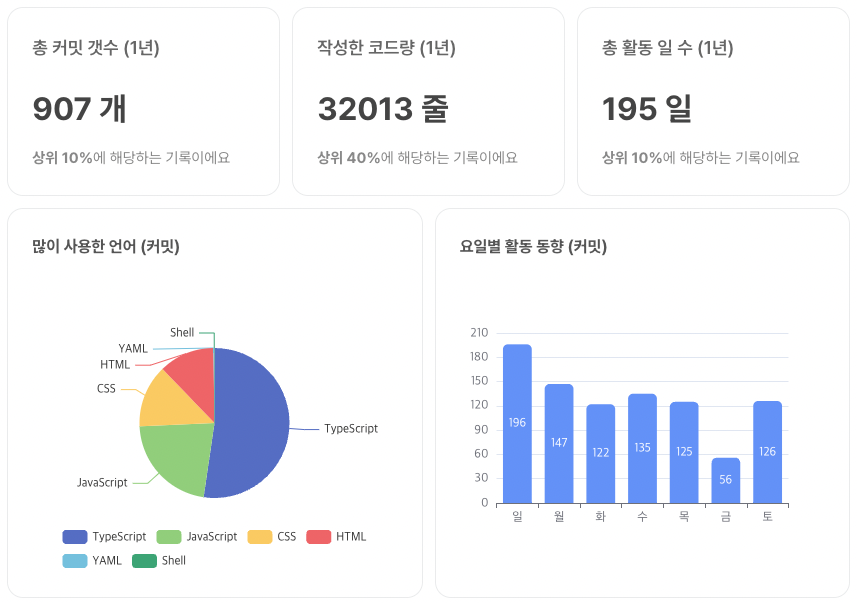 총 커밋 갯수 (1년)
907 개
상위 10%에 해당하는 기록이에요
작성한 코드량 (1년)
32013 줄
상위 40%에 해당하는 기록이에요
총 활동 일 수 (1년)
195 일
상위 10%에 해당하는 기록이에요
많이 사용한 언어 (커밋)
Shell
YAML
HTML
CSS
TypeScript
JavaScript
TypeScript JavaScript CSS HTML
YAML Shell
요일별 활동 동향 (커밋)
210
180
150
120
90
60
30
0
196 147 122 135 125 56 126
일 월 화 수 목 금 토